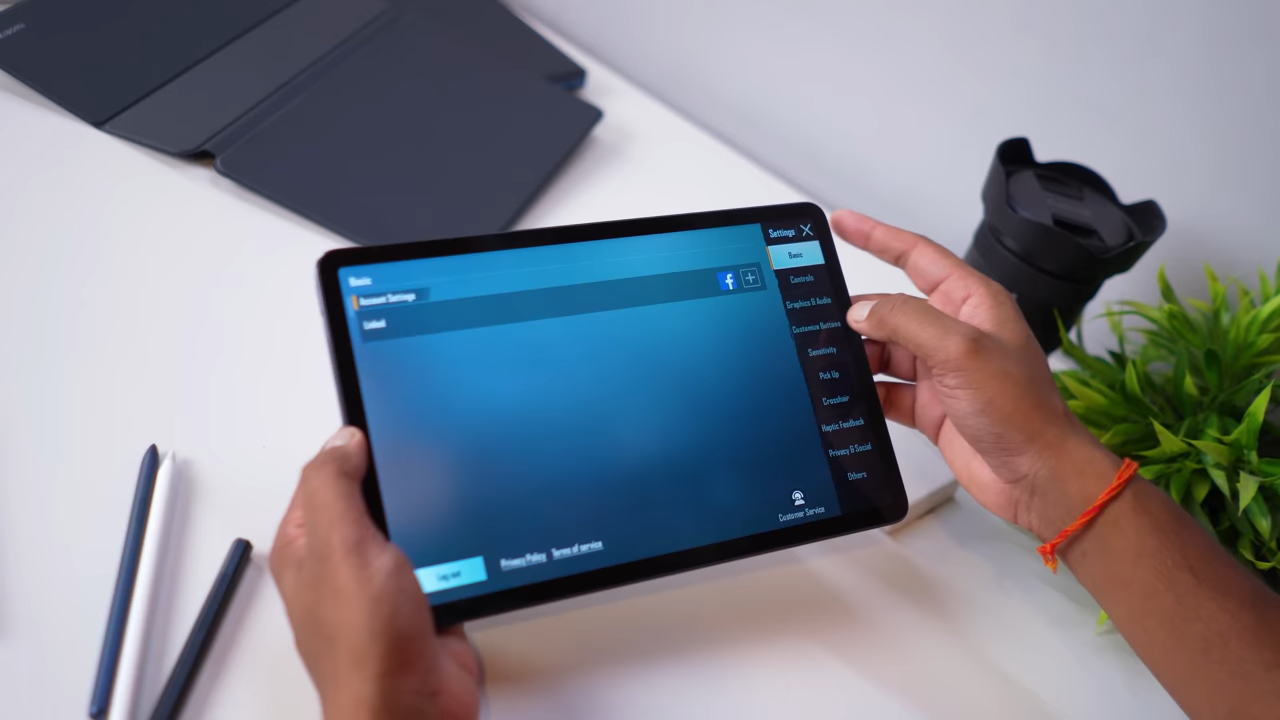 Basic
Account Settings
Linked
f
Log out
Privacy Policy
Terms of service
Customer Service
Settings
Basic
Controls
Graphics & Audio
Customize Buttons
Sensitivity
Pick Up
Crosshair
Haptic Feedback
Privacy & Social
Others